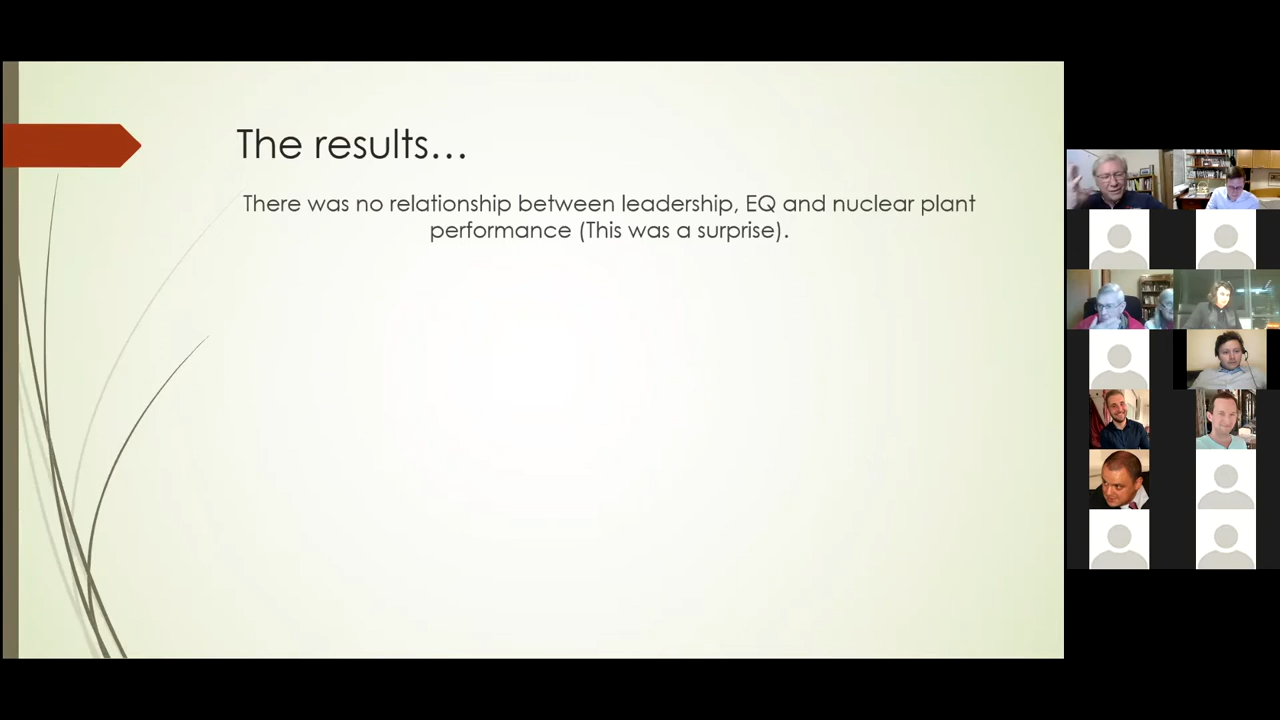 The results…
There was no relationship between leadership, EQ and nuclear plant
performance (This was a surprise).